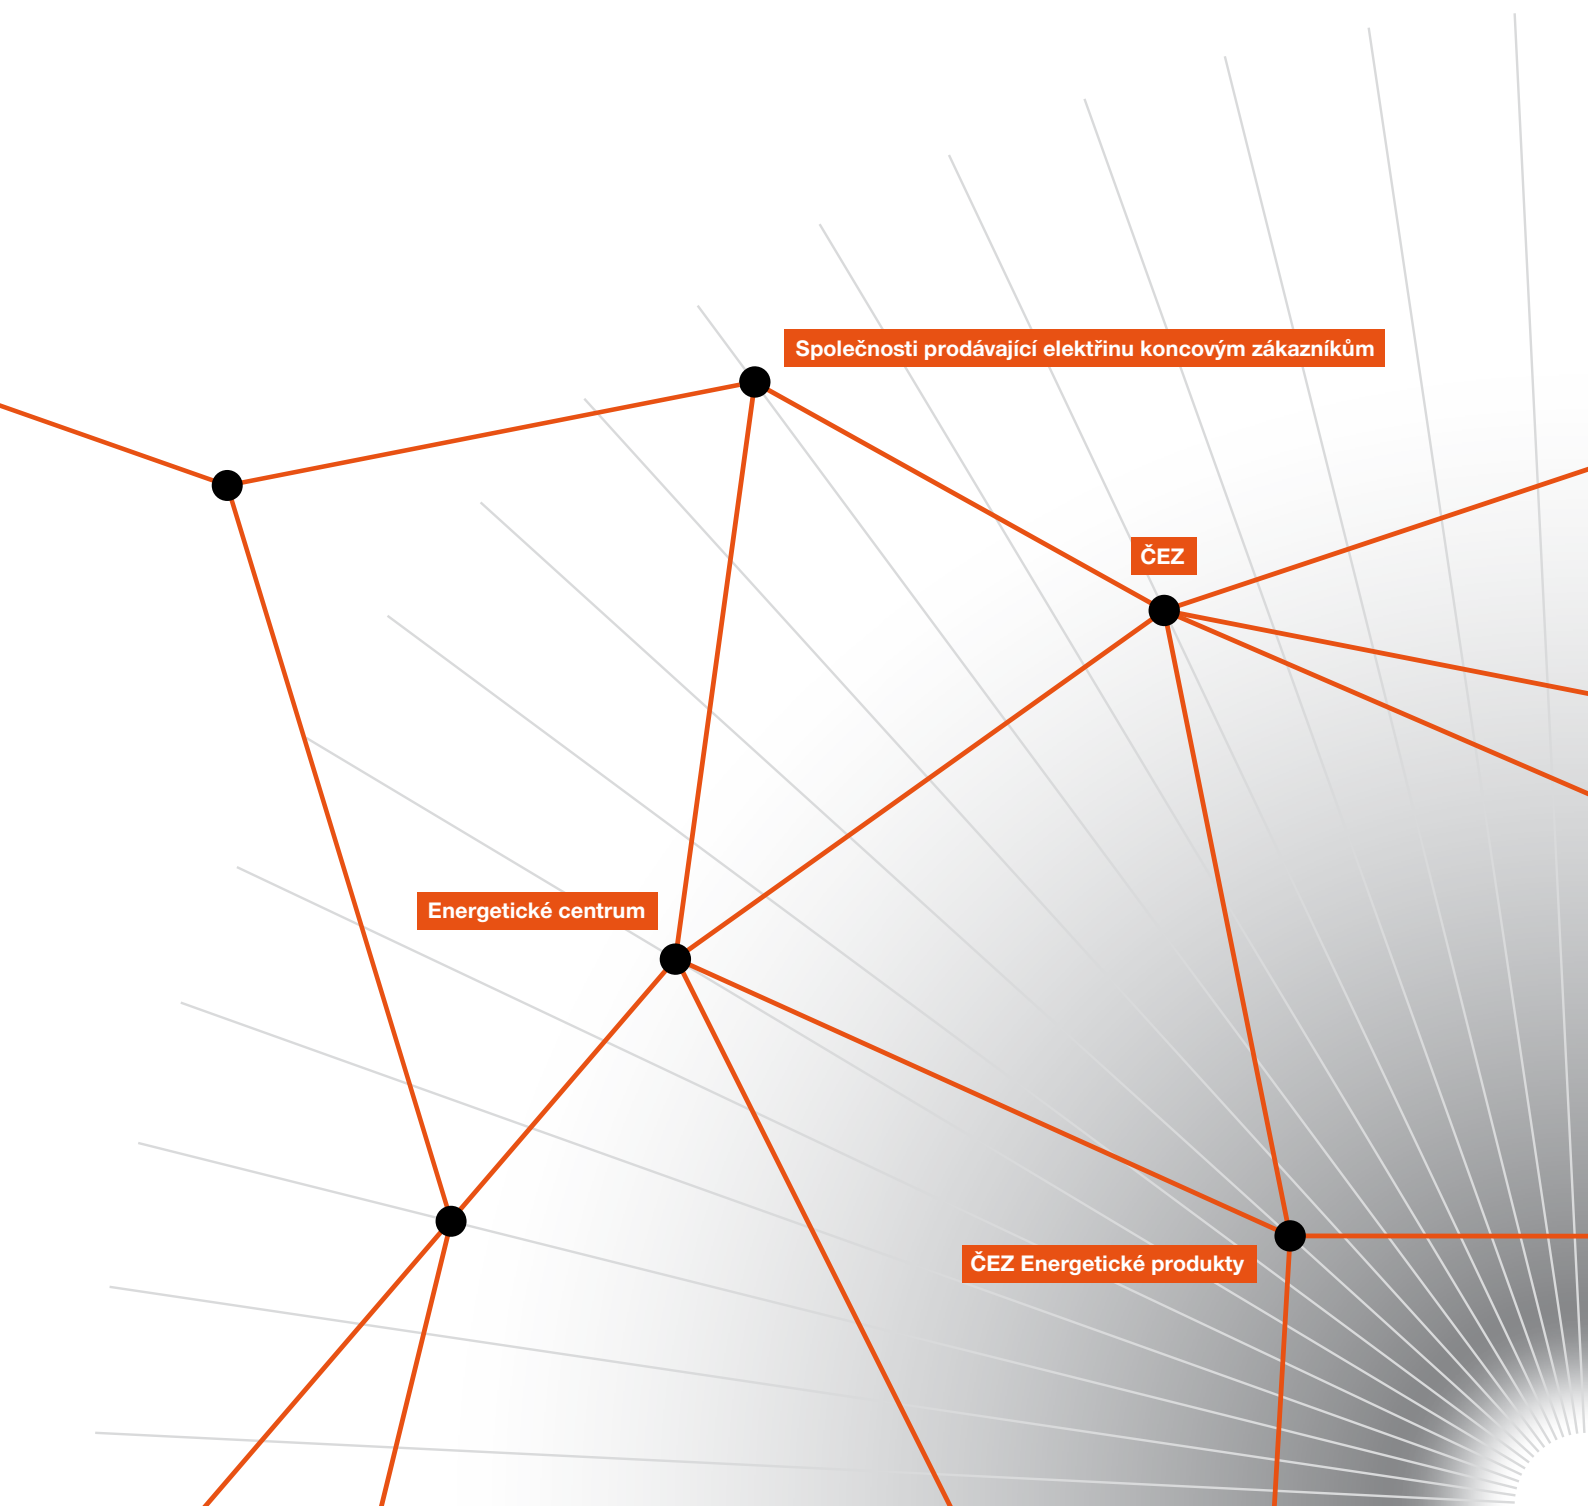 Společnosti prodávající elektřinu koncovým zákazníkům
ČEZ
Energetické centrum
ČEZ Energetické produkty